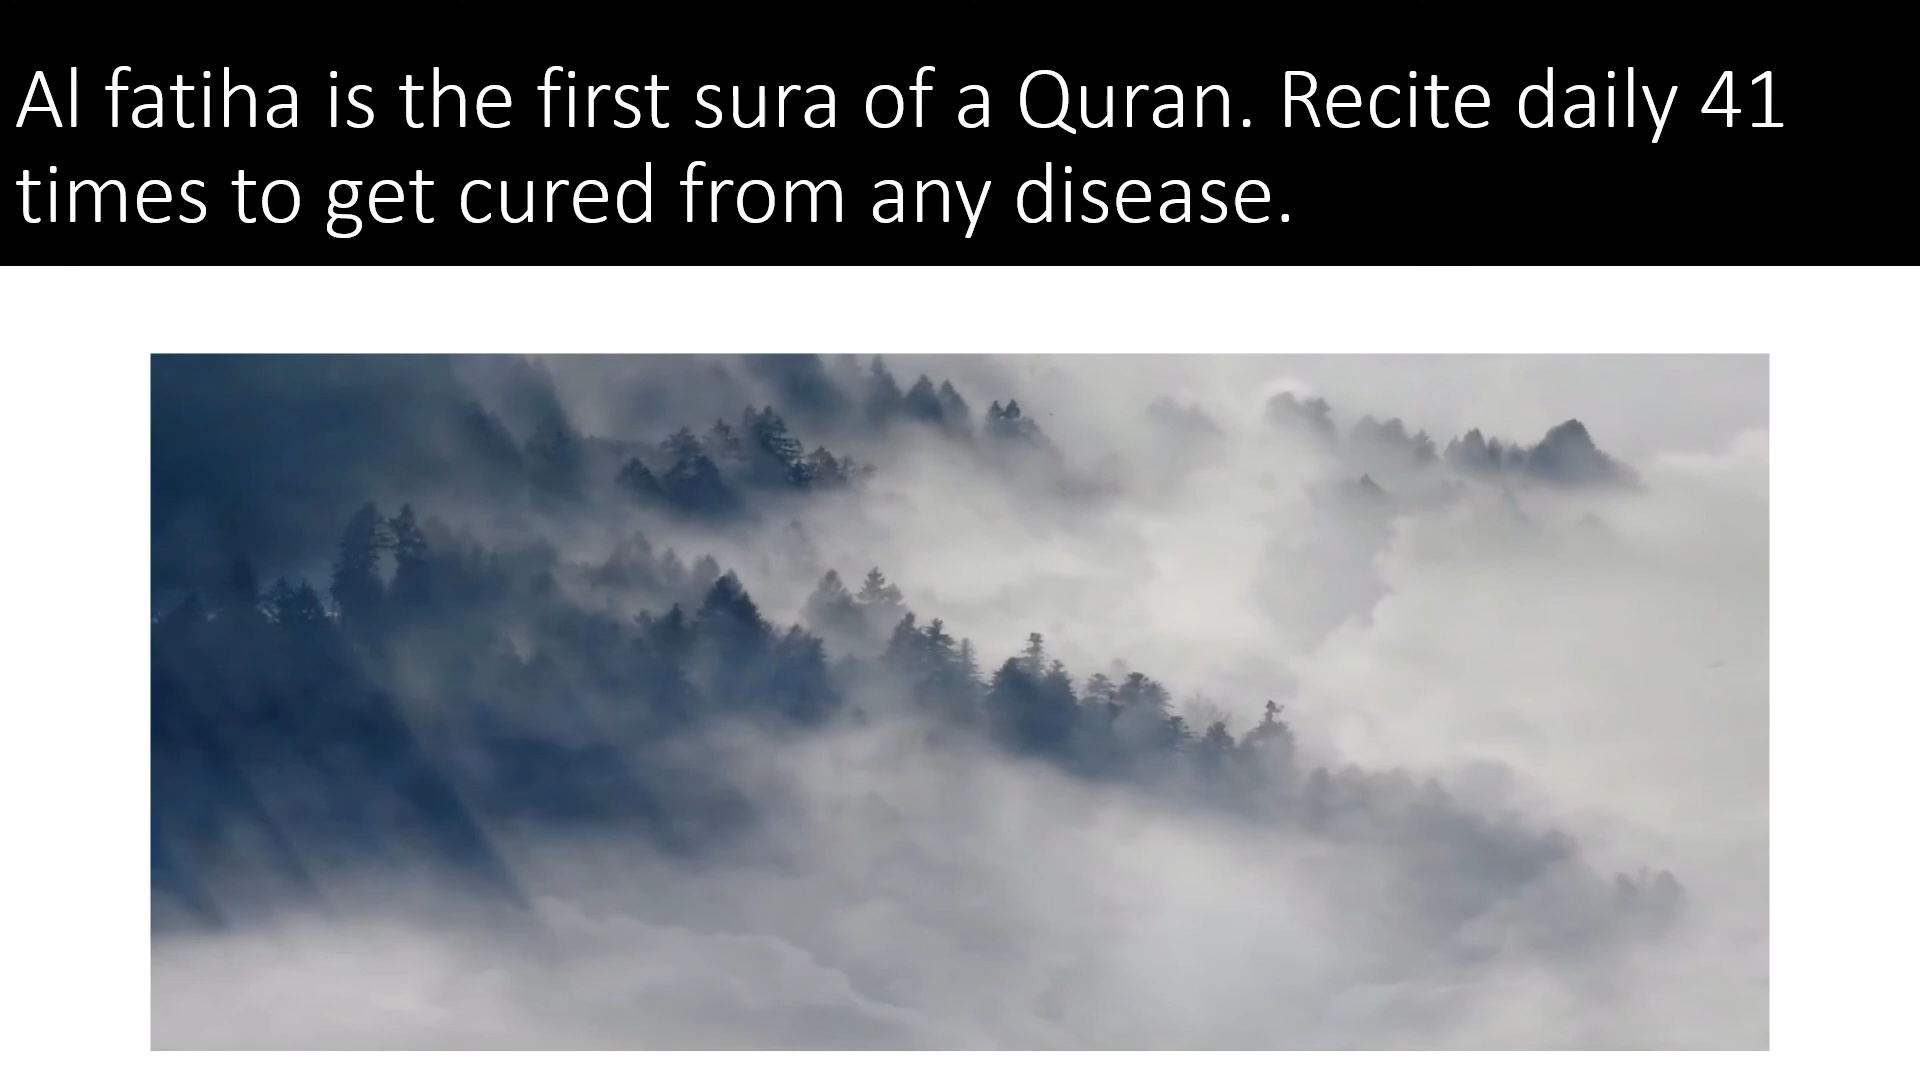 Al fatiha is the first sura of a Quran. Recite daily 41
times to get cured from any disease.